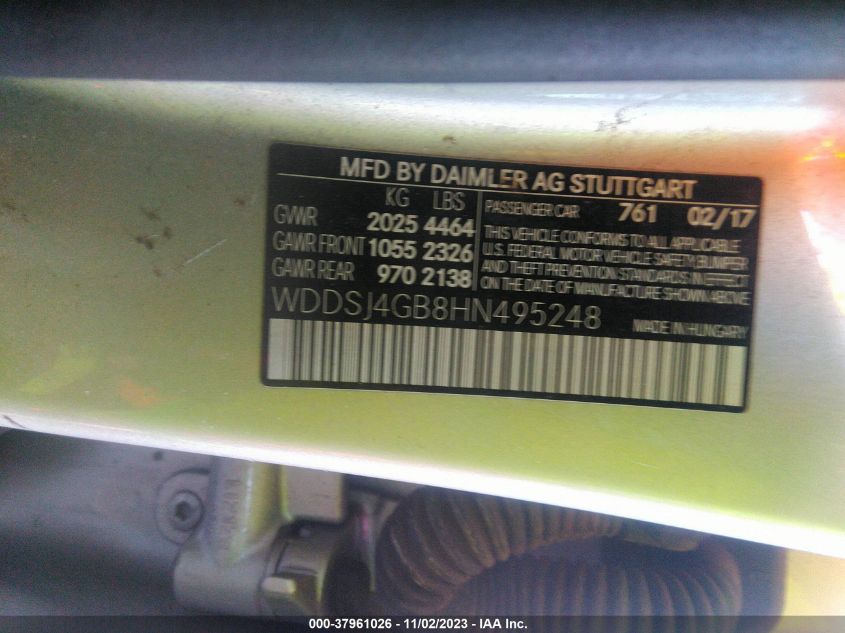 MFD BY DAIMLER AG STUTTGART
KG LBS
GVWR 2025 4464
GAWR FRONT 1055 2326
GAWR REAR 970 2138
PASSENGER CAR 761 02/17
THIS VEHICLE CONFORMS TO ALL APPLICABLE
U.S. FEDERAL MOTOR VEHICLE SAFETY BUMPER
AND THEFT PREVENTION STANDARDS IN EFFECT
ON THE DATE OF MANUFACTURE SHOWN ABOVE
WDDSJ4GB8HN495248
MADE IN HUNGARY
000-37961026 - 11/02/2023 - IAA Inc.